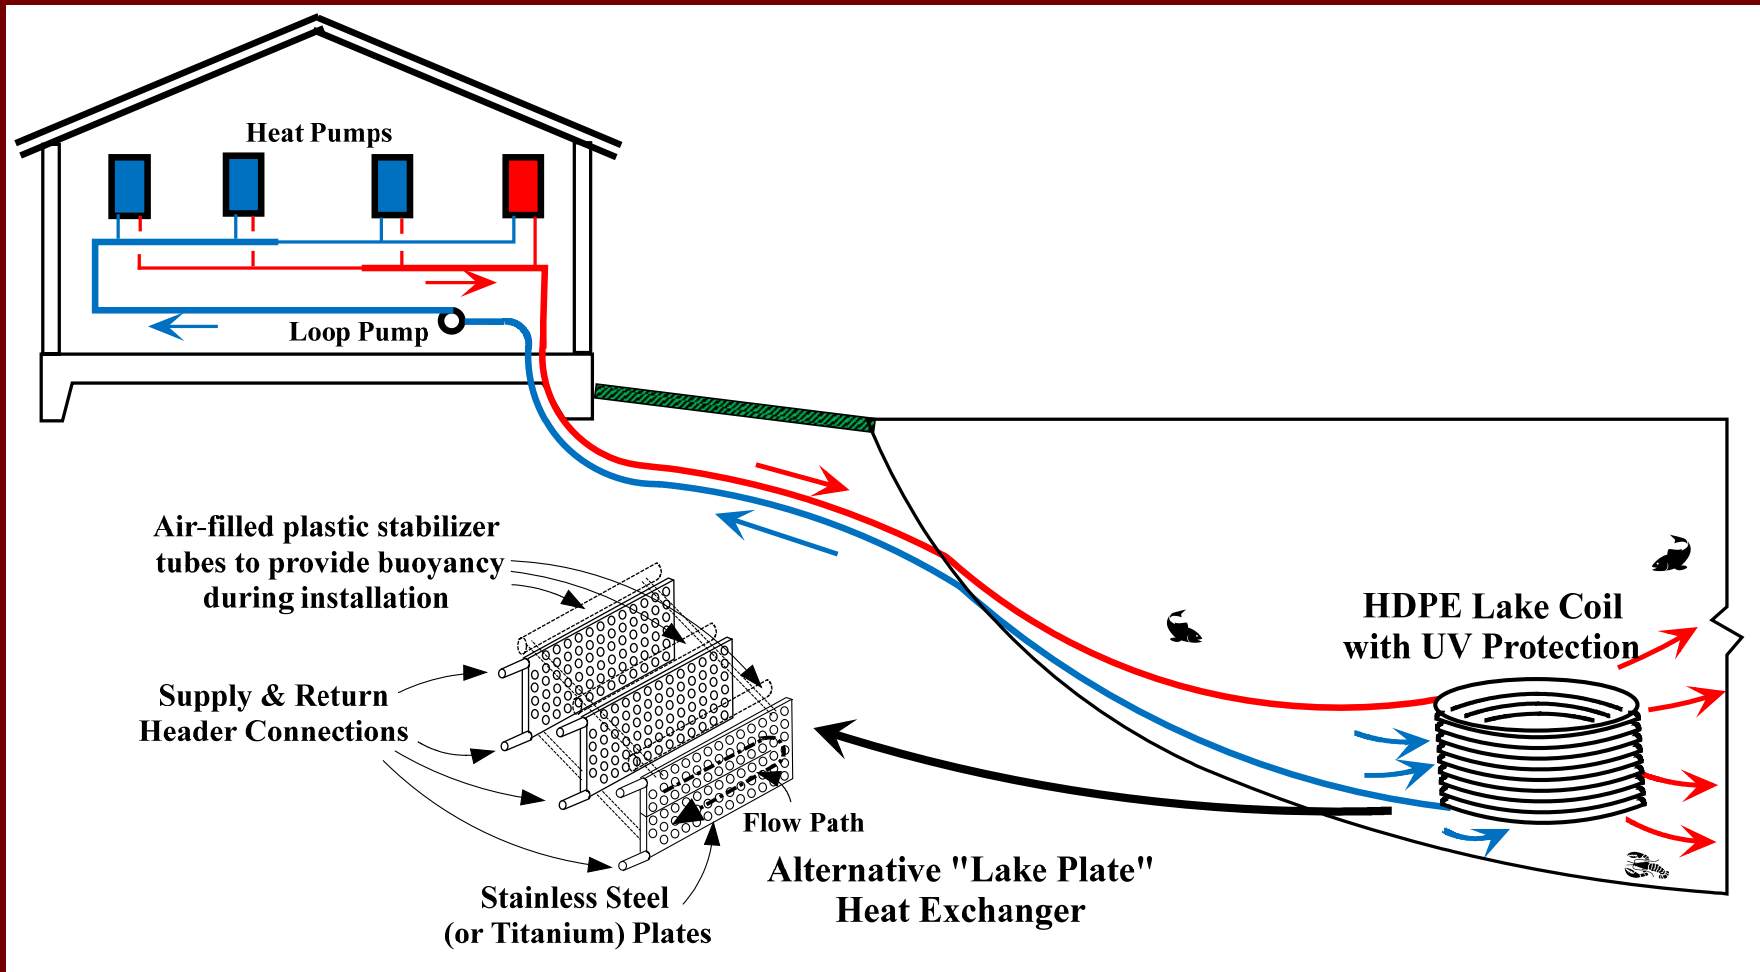 Heat Pumps
Loop Pump
Air-filled plastic stabilizer
tubes to provide buoyancy
during installation
HDPE Lake Coil
with UV Protection
Supply & Return
Header Connections
Flow Path
Alternative "Lake Plate"
Heat Exchanger
Stainless Steel
(or Titanium) Plates